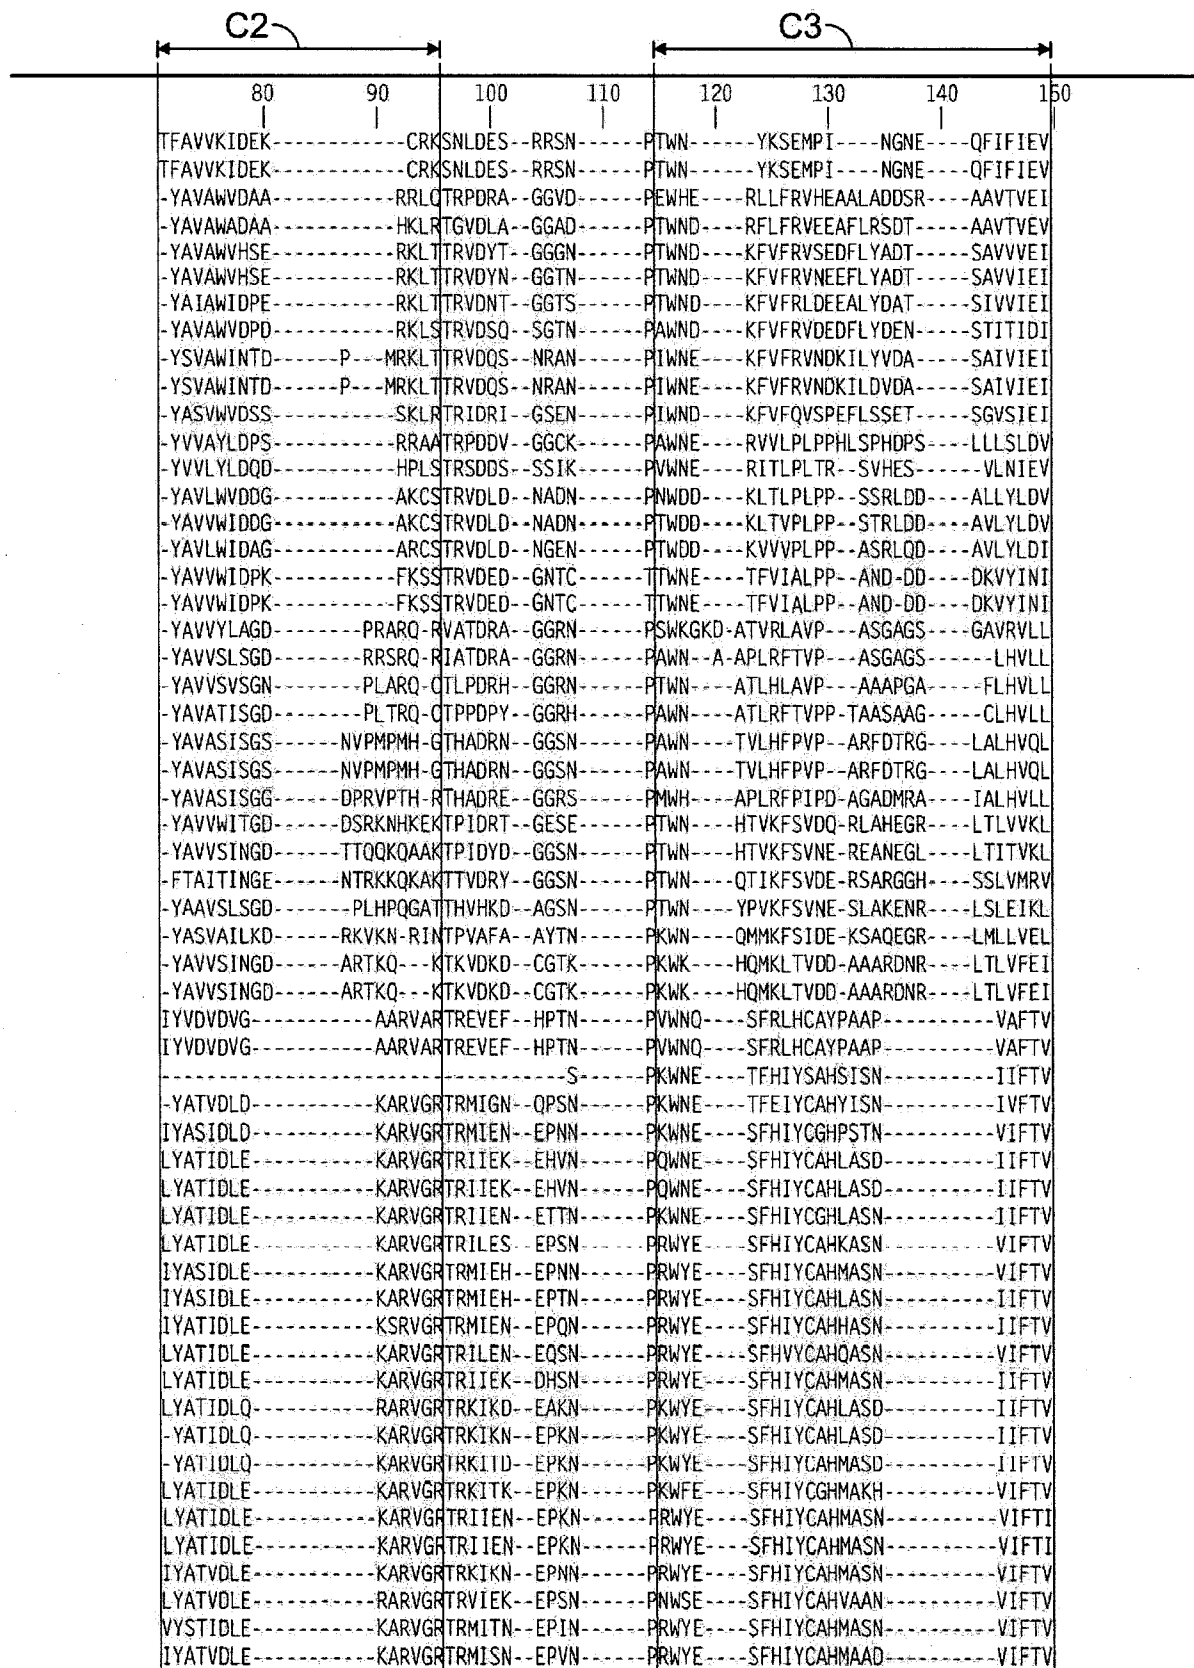 C2 C3
80 90 100 110 120 130 140 150
TFAVVKIDEK------------CRKSNLDES--RRSN------PTWN------YKSEMPI----NGNE----QFIFIEV
TFAVVKIDEK------------CRKSNLDES--RRSN------PTWN------YKSEMPI----NGNE----QFIFIEV
-YAVAWVDAA-----------RRLCTRPDRA--GGVD------PEWHE----RLLFRVHEAALADDSR----AAVTVEI
-YAVAWADAA-----------HKLRTGVDLA--GGAD------PTWND----RFLFRVEEAFLRSDT-----AAVTVEV
-YAVAWVHSE-----------RKLTTRVDYT--GGGN------PTWND----KFVFRVSEDFLYADT-----SAVVVEI
-YAVAWVHSE-----------RKLTTRVDYN--GGTN------PTWND----KFVFRVNEEFLYADT-----SAVVIEI
-YAIAWIDPE-----------RKLTTRVDNT--GGTS------PTWND----KFVFRLDEEALYDAT-----SIVVIEI
-YAVAWVDPD-----------RKLSTRVDSQ--SGTN------PAWND----KFVFRVDEDFLYDEN-----STITIDI
-YSVAWINTD------P---MRKLTTRVDQS--NRAN------PIWNE----KFVFRVNDKILYVDA-----SAIVIEI
-YSVAWINTD------P---MRKLTTRVDQS--NRAN------PIWNE----KFVFRVNDKILDVDA-----SAIVIEI
-YASVWVDSS-----------SKLRTRIDRI--GSEN------PIWND----KFVFQVSPEFLSSET-----SGVSIEI
-YVVAYLDPS-----------RRAATRPDDV--GGCK------PAWNE----RVVLPLPPHLSPHDPS----LLLSLDV
-YVVLYLDQD-----------HPLSTRSDDS--SSIK------PVWNE----RITLPLTR--SVHES-------VLNIEV
-YAVLWVDDG-----------AKCSTRVDLD--NADN------PNWDD----KLTLPLPP--SSRLDD----ALLYLDV
-YAVVWIDDG-----------AKCSTRVDLD--NADN------PTWDD----KLTVPLPP--STRLDD----AVLYLDV
-YAVLWIDAG-----------ARCSTRVDLD--NGEN------PTWDD----KVVVPLPP--ASRLQD----AVLYLDI
-YAVVWIDPK-----------FKSSTRVDED--GNTC------TTWNE----TFVIALPP--AND-DD----DKVYINI
-YAVVWIDPK-----------FKSSTRVDED--GNTC------TTWNE----TFVIALPP--AND-DD----DKVYINI
-YAVVYLAGD--------PRARQ-RVATDRA--GGRN------PSWKGKD-ATVRLAVP---ASGAGS----GAVRVLL
-YAVVSLSGD--------RRSRQ-RIATDRA--GGRN------PAWN--A-APLRFTVP---ASGAGS------LHVLL
-YAVVSVSGN--------PLARQ-CTLPDRH--GGRN------PTWN----ATLHLAVP---AAAPGA----FLHVLL
-YAVATISGD--------PLTRQ-CTPPDPY--GGRH------PAWN----ATLRFTVPP-TAASAAG----CLHVLL
-YAVASISGS------NVPMPMH-GTHADRN--GGSN------PAWN----TVLHFPVP--ARFDTRG----LALHVQL
-YAVASISGS------NVPMPMH-GTHADRN--GGSN------PAWN----TVLHFPVP--ARFDTRG----LALHVQL
-YAVASISGG------DPRVPTH-RTHADRE--GGRS------PMWH----APLRFPIPD-AGADMRA----IALHVLL
-YAVVWITGD------DSRKNHKEKTPIDRT--GESE------PTWN----HTVKFSVDQ-RLAHEGR----LTLVVKL
-YAVVSINGD------TTQQKQAAKTPIDYD--GGSN------PTWN----HTVKFSVNE-REANEGL----LTITVKL
-FTAITINGE------NTRKKQKAKTTVDRY--GGSN------PTWN----QTIKFSVDE-RSARGGH----SSLVMRV
-YAAVSLSGD-------PLHPQGATTHVHKD--AGSN------PTWN----YPVKFSVNE-SLAKENR----LSLEIKL
-YASVAILKD------RKVKN-RINTPVAFA--AYTN------PKWN----QMMKFSIDE-KSAQEGR----LMLLVEL
-YAVVSINGD------ARTKQ---KTKVDKD--CGTK------PKWK----HQMKLTVDD-AAARDNR----LTLVFEI
-YAVVSINGD------ARTKQ---KTKVDKD--CGTK------PKWK----HQMKLTVDD-AAARDNR----LTLVFEI
IYVDVDVG-----------AARVARTREVEF--HPTN------PVWNQ----SFRLHCAYPAAP----------VAFTV
IYVDVDVG-----------AARVARTREVEF--HPTN------PVWNQ----SFRLHCAYPAAP----------VAFTV
------------------------------------S------PKWNE----TFHIYSAHSISN----------IIFTV
-YATVDLD-----------KARVGRTRMIGN--QPSN------PKWNE----TFEIYCAHYISN----------IVFTV
IYASIDLD-----------KARVGRTRMIEN--EPNN------PKWNE----SFHIYCGHPSTN----------VIFTV
LYATIDLE-----------KARVGRTRIIEK--EHVN------PQWNE----SFHIYCAHLASD----------IIFTV
LYATIDLE-----------KARVGRTRIIEK--EHVN------PQWNE----SFHIYCAHLASD----------IIFTV
LYATIDLE-----------KARVGRTRIIEN--ETTN------PKWNE----SFHIYCGHLASN----------IIFTV
LYATIDLE-----------KARVGRTRILES--EPSN------PRWYE----SFHIYCAHKASN----------VIFTV
IYASIDLE-----------KARVGRTRMIEH--EPNN------PRWYE----SFHIYCAHMASN----------VIFTV
IYASIDLE-----------KARVGRTRMIEH--EPTN------PRWYE----SFHIYCAHLASN----------IIFTV
IYATIDLE-----------KSRVGRTRMIEN--EPQN------PRWYE----SFHIYCAHHASN----------IIFTV
LYATIDLE-----------KARVGRTRILEN--EQSN------PRWYE----SFHVYCAHQASN----------VIFTV
LYATIDLE-----------KARVGRTRIIEK--DHSN------PRWYE----SFHIYCAHMASN----------IIFTV
LYATIDLQ-----------RARVGRTRKIKD--EAKN------PKWYE----SFHIYCAHLASD----------IIFTV
-YATIDLQ-----------KARVGRTRKIKN--EPKN------PKWYE----SFHIYCAHLASD----------IIFTV
-YATIDLQ-----------KARVGRTRKITD--EPKN------PKWYE----SFHIYCAHMASD----------IIFTV
LYATIDLE-----------KARVGRTRKITK--EPKN------PKWFE----SFHIYCGHMAKH----------VIFTV
LYATIDLE-----------KARVGRTRIIEN--EPKN------PRWYE----SFHIYCAHMASN----------VIFTI
LYATIDLE-----------KARVGRTRIIEN--EPKN------PRWYE----SFHIYCAHMASN----------VIFTI
IYATVDLE-----------KARVGRTRKIKN--EPNN------PRWYE----SFHIYCAHMASN----------VIFTV
LYATVDLE-----------RARVGRTRVIEK--EPSN------PNWSE----SFHIYCAHVAAN----------VIFTV
VYSTIDLE-----------KARVGRTRMITN--EPIN------PRWYE----SFHIYCAHMASN----------VIFTV
IYATVDLE-----------KARVGRTRMISN--EPVN------PRWYE----SFHIYCAHMAAD----------VIFTV